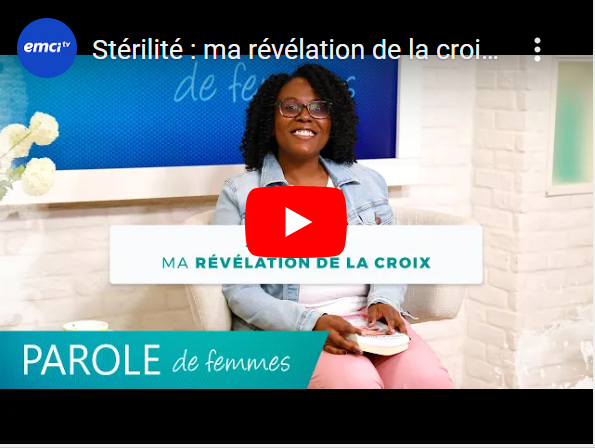 emci tv
Stérilité : ma révélation de la croi...
de femmes
MA RÉVÉLATION DE LA CROIX
PAROLE de femmes